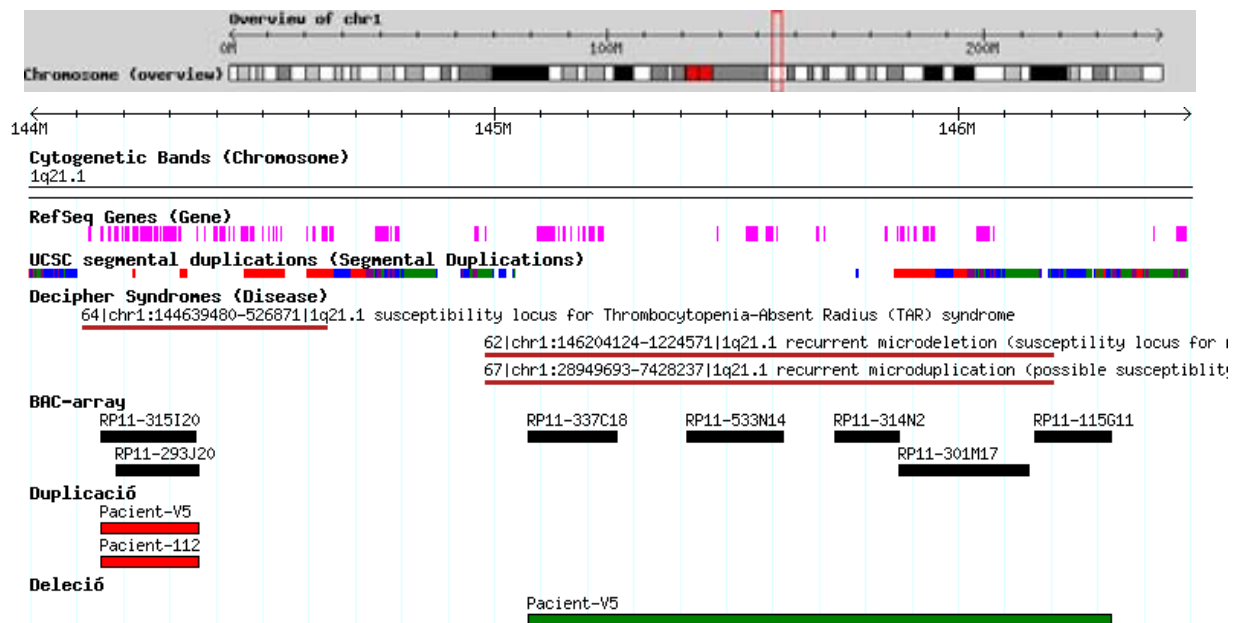 Overview of chr1
0M 100M 200M
Chromosome (overview)
144M 145M 146M
Cytogenetic Bands (Chromosome)
1q21.1
RefSeq Genes (Gene)
UCSC segmental duplications (Segmental Duplications)
Decipher Syndromes (Disease)
64|chr1:144639480-526871|1q21.1 susceptibility locus for Thrombocytopenia-Absent Radius (TAR) syndrome
62|chr1:146204124-1224571|1q21.1 recurrent microdeletion (susceptility locus for
67|chr1:28949693-7428237|1q21.1 recurrent microduplication (possible susceptiblity
BAC-array
RP11-315I20 RP11-337C18 RP11-533N14 RP11-314N2 RP11-115G11
RP11-293J20 RP11-301M17
Duplicació
Pacient-V5
Pacient-112
Deleció
Pacient-V5